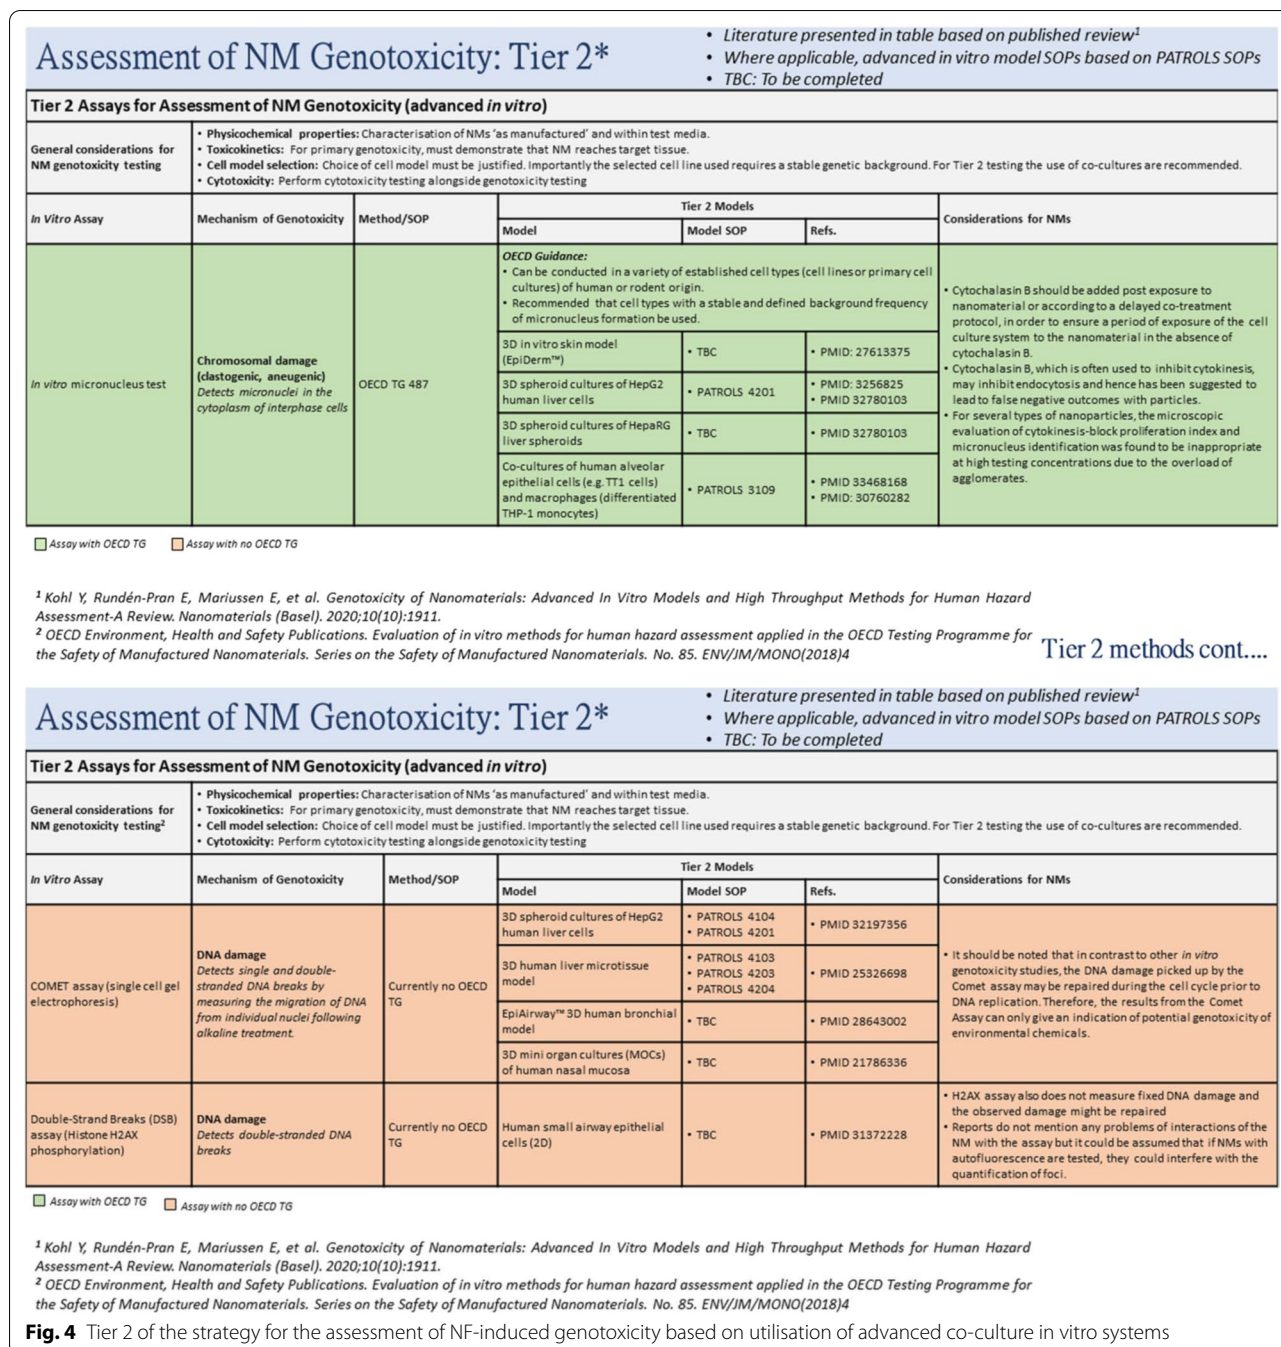 Assessment of NM Genotoxicity: Tier 2*
• Literature presented in table based on published review¹
• Where applicable, advanced in vitro model SOPs based on PATROLS SOPs
• TBC: To be completed
Tier 2 Assays for Assessment of NM Genotoxicity (advanced in vitro)
General considerations for
NM genotoxicity testing
• Physicochemical properties: Characterisation of NMs 'as manufactured' and within test media.
• Toxicokinetics: For primary genotoxicity, must demonstrate that NM reaches target tissue.
• Cell model selection: Choice of cell model must be justified. Importantly the selected cell line used requires a stable genetic background. For Tier 2 testing the use of co-cultures are recommended.
• Cytotoxicity: Perform cytotoxicity testing alongside genotoxicity testing
In Vitro Assay
Mechanism of Genotoxicity
Method/SOP
Tier 2 Models
Model
Model SOP
Refs.
Considerations for NMs
In vitro micronucleus test
Chromosomal damage
(clastogenic, aneugenic)
Detects micronuclei in the
cytoplasm of interphase cells
OECD TG 487
OECD Guidance:
• Can be conducted in a variety of established cell types (cell lines or primary cell
cultures) of human or rodent origin.
• Recommended that cell types with a stable and defined background frequency
of micronucleus formation be used.
3D in vitro skin model
(EpiDerm™)
• TBC
• PMID: 27613375
3D spheroid cultures of HepG2
human liver cells
• PATROLS 4201
• PMID: 3256825
• PMID 32780103
3D spheroid cultures of HepaRG
liver spheroids
• TBC
• PMID 32780103
Co-cultures of human alveolar
epithelial cells (e.g. TT1 cells)
and macrophages (differentiated
THP-1 monocytes)
• PATROLS 3109
• PMID 33468168
• PMID: 30760282
• Cytochalasin B should be added post exposure to
nanomaterial or according to a delayed co-treatment
protocol, in order to ensure a period of exposure of the cell
culture system to the nanomaterial in the absence of
cytochalasin B.
• Cytochalasin B, which is often used to inhibit cytokinesis,
may inhibit endocytosis and hence has been suggested to
lead to false negative outcomes with particles.
• For several types of nanoparticles, the microscopic
evaluation of cytokinesis-block proliferation index and
micronucleus identification was found to be inappropriate
at high testing concentrations due to the overload of
agglomerates.
Assay with OECD TG
Assay with no OECD TG
¹ Kohl Y, Rundén-Pran E, Mariussen E, et al. Genotoxicity of Nanomaterials: Advanced In Vitro Models and High Throughput Methods for Human Hazard
Assessment-A Review. Nanomaterials (Basel). 2020;10(10):1911.
² OECD Environment, Health and Safety Publications. Evaluation of in vitro methods for human hazard assessment applied in the OECD Testing Programme for
the Safety of Manufactured Nanomaterials. Series on the Safety of Manufactured Nanomaterials. No. 85. ENV/JM/MONO(2018)4
Tier 2 methods cont....
Assessment of NM Genotoxicity: Tier 2*
• Literature presented in table based on published review¹
• Where applicable, advanced in vitro model SOPs based on PATROLS SOPs
• TBC: To be completed
Tier 2 Assays for Assessment of NM Genotoxicity (advanced in vitro)
General considerations for
NM genotoxicity testing²
• Physicochemical properties: Characterisation of NMs 'as manufactured' and within test media.
• Toxicokinetics: For primary genotoxicity, must demonstrate that NM reaches target tissue.
• Cell model selection: Choice of cell model must be justified. Importantly the selected cell line used requires a stable genetic background. For Tier 2 testing the use of co-cultures are recommended.
• Cytotoxicity: Perform cytotoxicity testing alongside genotoxicity testing
In Vitro Assay
Mechanism of Genotoxicity
Method/SOP
Tier 2 Models
Model
Model SOP
Refs.
Considerations for NMs
COMET assay (single cell gel
electrophoresis)
DNA damage
Detects single and double-
stranded DNA breaks by
measuring the migration of DNA
from individual nuclei following
alkaline treatment.
Currently no OECD
TG
3D spheroid cultures of HepG2
human liver cells
• PATROLS 4104
• PATROLS 4201
• PMID 32197356
3D human liver microtissue
model
• PATROLS 4103
• PATROLS 4203
• PATROLS 4204
• PMID 25326698
EpiAirway™ 3D human bronchial
model
• TBC
• PMID 28643002
3D mini organ cultures (MOCs)
of human nasal mucosa
• TBC
• PMID 21786336
• It should be noted that in contrast to other in vitro
genotoxicity studies, the DNA damage picked up by the
Comet assay may be repaired during the cell cycle prior to
DNA replication. Therefore, the results from the Comet
Assay can only give an indication of potential genotoxicity of
environmental chemicals.
Double-Strand Breaks (DSB)
assay (Histone H2AX
phosphorylation)
DNA damage
Detects double-stranded DNA
breaks
Currently no OECD
TG
Human small airway epithelial
cells (2D)
• TBC
• PMID 31372228
• H2AX assay also does not measure fixed DNA damage and
the observed damage might be repaired
• Reports do not mention any problems of interactions of the
NM with the assay but it could be assumed that if NMs with
autofluorescence are tested, they could interfere with the
quantification of foci.
Assay with OECD TG
Assay with no OECD TG
¹ Kohl Y, Rundén-Pran E, Mariussen E, et al. Genotoxicity of Nanomaterials: Advanced In Vitro Models and High Throughput Methods for Human Hazard
Assessment-A Review. Nanomaterials (Basel). 2020;10(10):1911.
² OECD Environment, Health and Safety Publications. Evaluation of in vitro methods for human hazard assessment applied in the OECD Testing Programme for
the Safety of Manufactured Nanomaterials. Series on the Safety of Manufactured Nanomaterials. No. 85. ENV/JM/MONO(2018)4
Fig. 4 Tier 2 of the strategy for the assessment of NF-induced genotoxicity based on utilisation of advanced co-culture in vitro systems